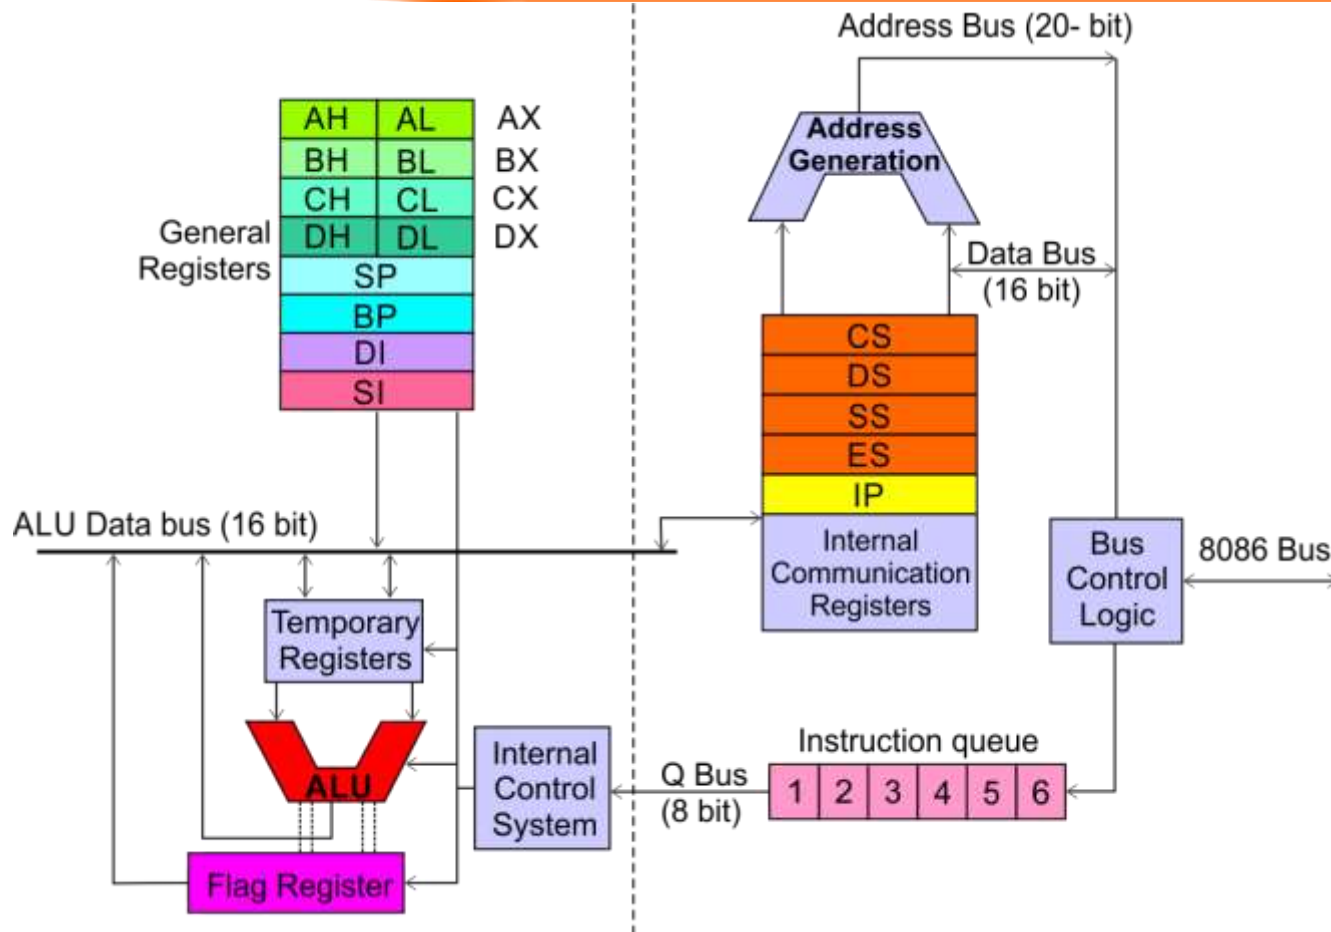 Address Bus (20- bit)
AH AL AX
BH BL BX
CH CL CX
DH DL DX
SP
BP
DI
SI
General
Registers
Address
Generation
Data Bus
(16 bit)
CS
DS
SS
ES
IP
Internal
Communication
Registers
Bus
Control
Logic
8086 Bus
ALU Data bus (16 bit)
Temporary
Registers
ALU
Flag Register
Internal
Control
System
Q Bus
(8 bit)
Instruction queue
1 2 3 4 5 6